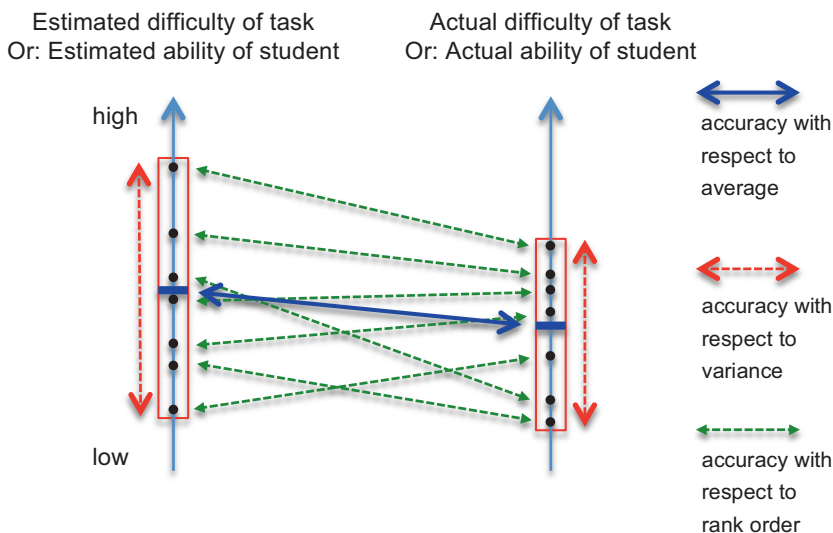 Estimated difficulty of task
Or: Estimated ability of student
Actual difficulty of task
Or: Actual ability of student
high
low
accuracy with
respect to
average
accuracy with
respect to
variance
accuracy with
respect to
rank order